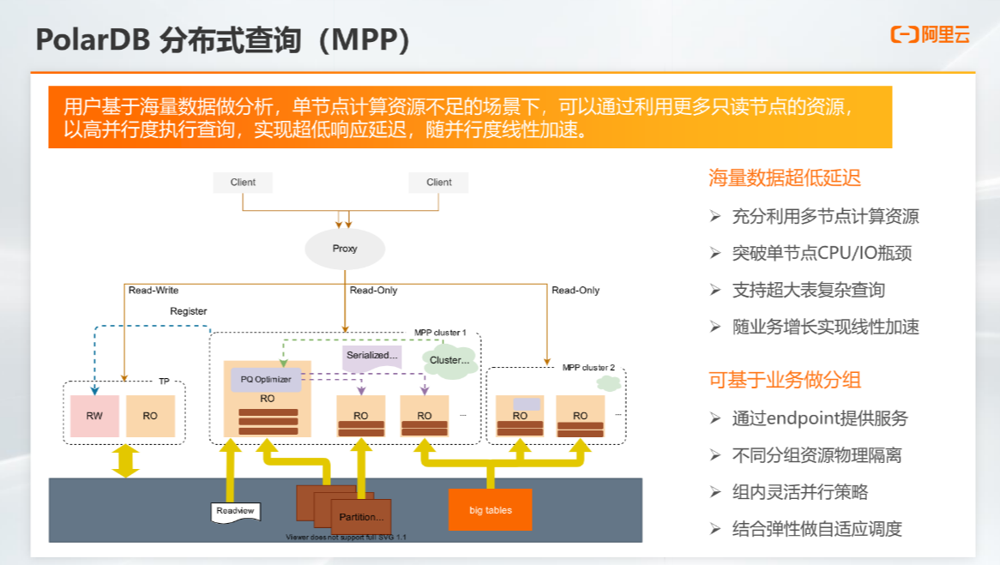 PolarDB 分布式查询（MPP）
阿里云
用户基于海量数据做分析，单节点计算资源不足的场景下，可以通过利用更多只读节点的资源，
以高并行度执行查询，实现超低响应延迟，随并行度线性加速。
Client
Client
Proxy
Read-Write
Read-Only
Read-Only
Register
MPP cluster 1
Serialized...
Cluster...
MPP cluster 2
TP
PQ Optimizer
RO
RW
RO
RO
RO
...
RO
RO
...
Readview
Partition...
big tables
Viewer does not support full SVG 1.1
海量数据超低延迟
➢ 充分利用多节点计算资源
➢ 突破单节点CPU/IO瓶颈
➢ 支持超大表复杂查询
➢ 随业务增长实现线性加速
可基于业务做分组
➢ 通过endpoint提供服务
➢ 不同分组资源物理隔离
➢ 组内灵活并行策略
➢ 结合弹性做自适应调度